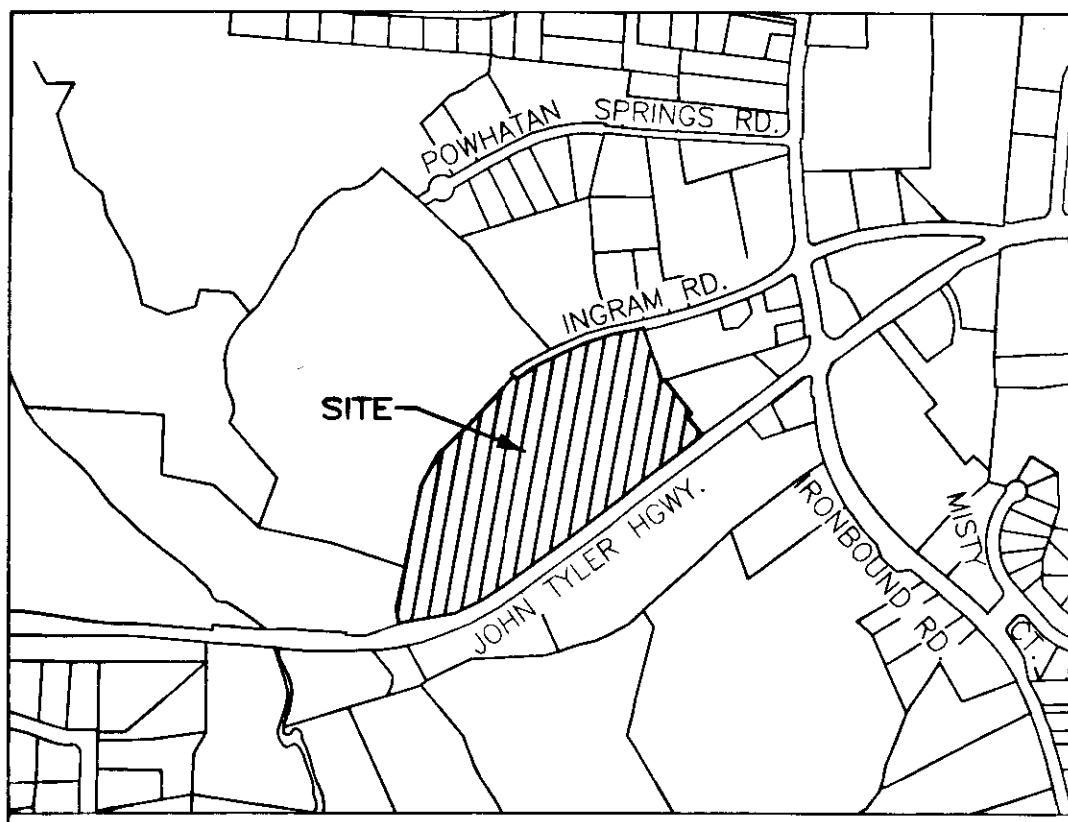 POWHATAN SPRINGS RD.
INGRAM RD.
SITE
JOHN TYLER HGWY.
IRONBOUND RD.
MISTY CT.